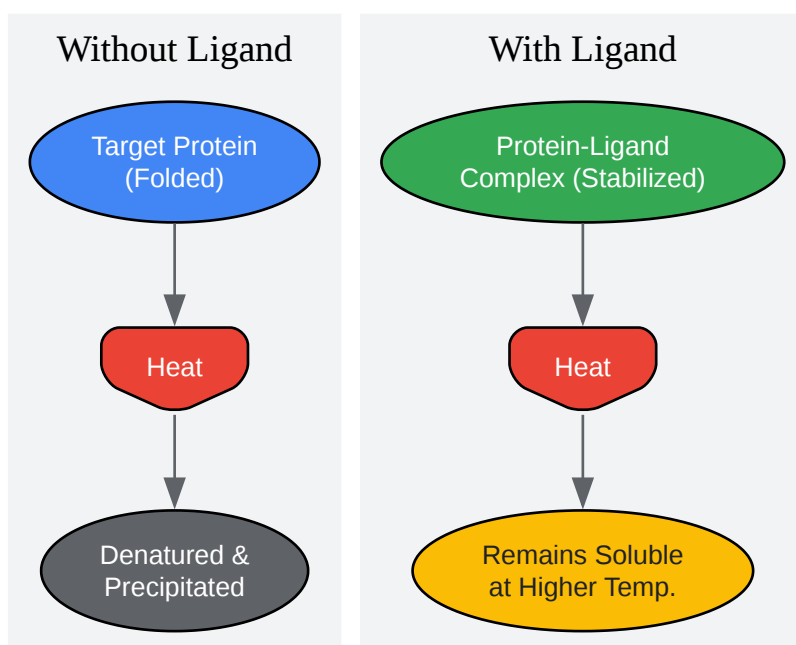 Without Ligand
Target Protein
(Folded)
Heat
Denatured &
Precipitated
With Ligand
Protein-Ligand
Complex (Stabilized)
Heat
Remains Soluble
at Higher Temp.